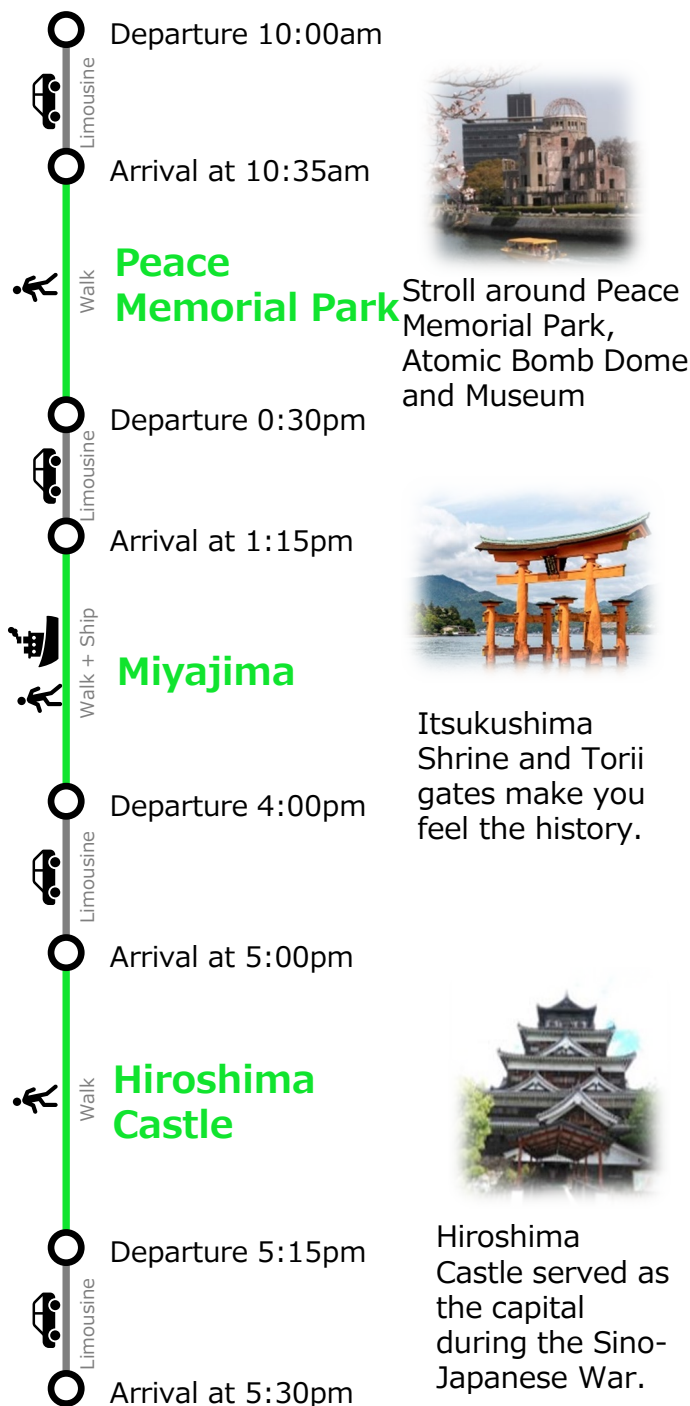 Departure 10:00am
Limousine
Arrival at 10:35am
Walk
Peace
Memorial Park
Stroll around Peace
Memorial Park,
Atomic Bomb Dome
and Museum
Departure 0:30pm
Limousine
Arrival at 1:15pm
Walk + Ship
Miyajima
Itsukushima
Shrine and Torii
gates make you
feel the history.
Departure 4:00pm
Limousine
Arrival at 5:00pm
Walk
Hiroshima
Castle
Departure 5:15pm
Hiroshima
Castle served as
the capital
during the Sino-
Japanese War.
Limousine
Arrival at 5:30pm